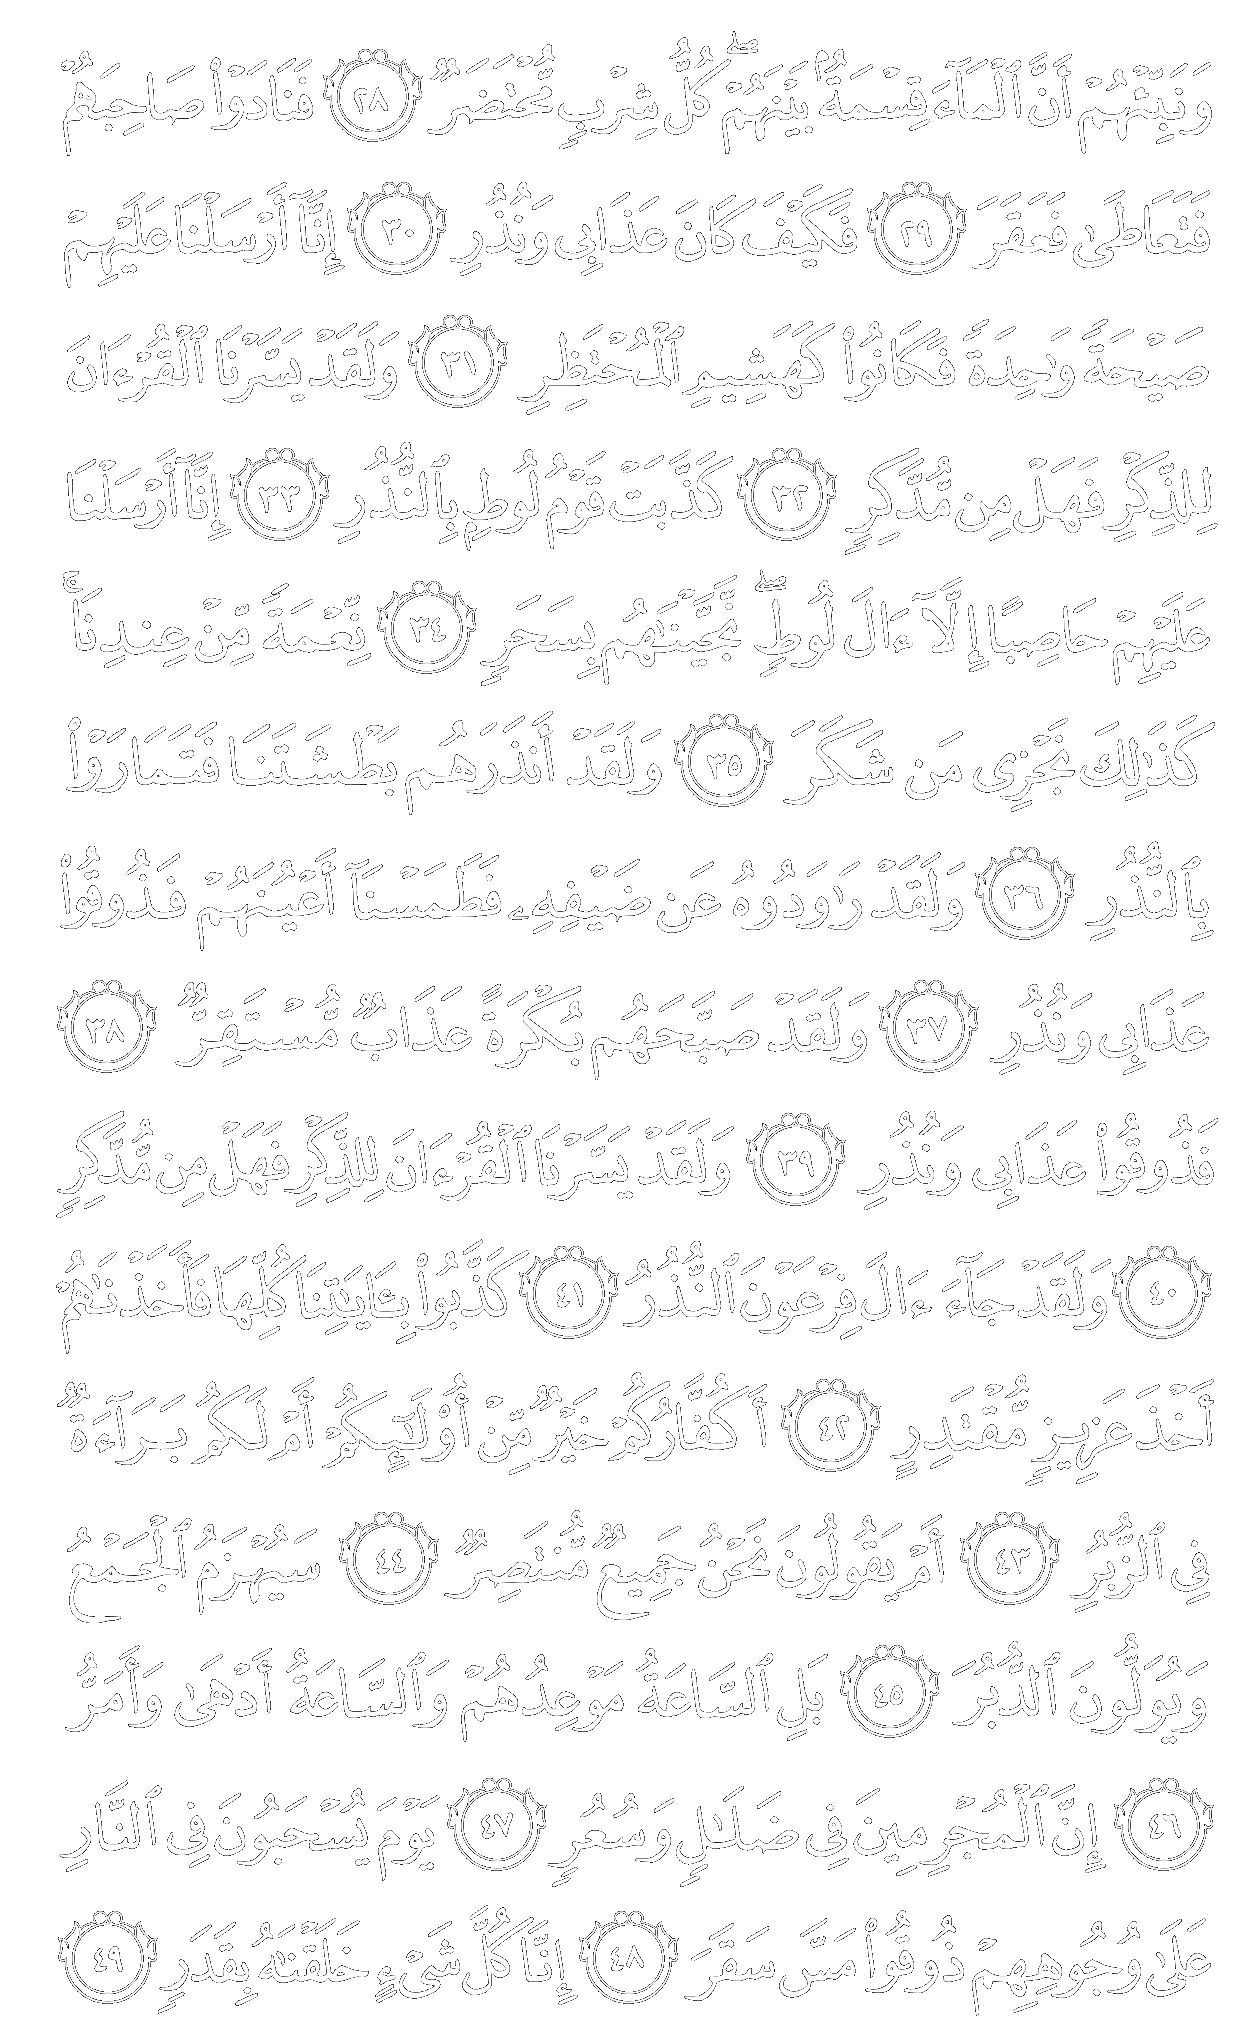 وَنَبِّئْهُمْ أَنَّ ٱلْمَآءَ قِسْمَةٌۢ بَيْنَهُمْ ۖ كُلُّ شِرْبٍ مُّحْتَضَرٌ ٢٨ فَنَادَوْا۟ صَاحِبَهُمْ
فَتَعَاطَىٰ فَعَقَرَ ٢٩ فَكَيْفَ كَانَ عَذَابِى وَنُذُرِ ٣٠ إِنَّآ أَرْسَلْنَا عَلَيْهِمْ
صَيْحَةً وَٰحِدَةً فَكَانُوا۟ كَهَشِيمِ ٱلْمُحْتَظِرِ ٣١ وَلَقَدْ يَسَّرْنَا ٱلْقُرْءَانَ
لِلذِّكْرِ فَهَلْ مِن مُّدَّكِرٍ ٣٢ كَذَّبَتْ قَوْمُ لُوطٍۭ بِٱلنُّذُرِ ٣٣ إِنَّآ أَرْسَلْنَا
عَلَيْهِمْ حَاصِبًا إِلَّآ ءَالَ لُوطٍ ۖ نَّجَّيْنَٰهُم بِسَحَرٍ ٣٤ نِّعْمَةً مِّنْ عِندِنَا ۚ
كَذَٰلِكَ نَجْزِى مَن شَكَرَ ٣٥ وَلَقَدْ أَنذَرَهُم بَطْشَتَنَا فَتَمَارَوْا۟
بِٱلنُّذُرِ ٣٦ وَلَقَدْ رَٰوَدُوهُ عَن ضَيْفِهِۦ فَطَمَسْنَآ أَعْيُنَهُمْ فَذُوقُوا۟
عَذَابِى وَنُذُرِ ٣٧ وَلَقَدْ صَبَّحَهُم بُكْرَةً عَذَابٌ مُّسْتَقِرٌّ ٣٨
فَذُوقُوا۟ عَذَابِى وَنُذُرِ ٣٩ وَلَقَدْ يَسَّرْنَا ٱلْقُرْءَانَ لِلذِّكْرِ فَهَلْ مِن مُّدَّكِرٍ
٤٠ وَلَقَدْ جَآءَ ءَالَ فِرْعَوْنَ ٱلنُّذُرُ ٤١ كَذَّبُوا۟ بِـَٔايَٰتِنَا كُلِّهَا فَأَخَذْنَٰهُمْ
أَخْذَ عَزِيزٍ مُّقْتَدِرٍ ٤٢ أَكُفَّارُكُمْ خَيْرٌ مِّنْ أُو۟لَٰٓئِكُمْ أَمْ لَكُم بَرَآءَةٌ
فِى ٱلزُّبُرِ ٤٣ أَمْ يَقُولُونَ نَحْنُ جَمِيعٌ مُّنتَصِرٌ ٤٤ سَيُهْزَمُ ٱلْجَمْعُ
وَيُوَلُّونَ ٱلدُّبُرَ ٤٥ بَلِ ٱلسَّاعَةُ مَوْعِدُهُمْ وَٱلسَّاعَةُ أَدْهَىٰ وَأَمَرُّ
٤٦ إِنَّ ٱلْمُجْرِمِينَ فِى ضَلَٰلٍ وَسُعُرٍ ٤٧ يَوْمَ يُسْحَبُونَ فِى ٱلنَّارِ
عَلَىٰ وُجُوهِهِمْ ذُوقُوا۟ مَسَّ سَقَرَ ٤٨ إِنَّا كُلَّ شَىْءٍ خَلَقْنَٰهُ بِقَدَرٍ ٤٩